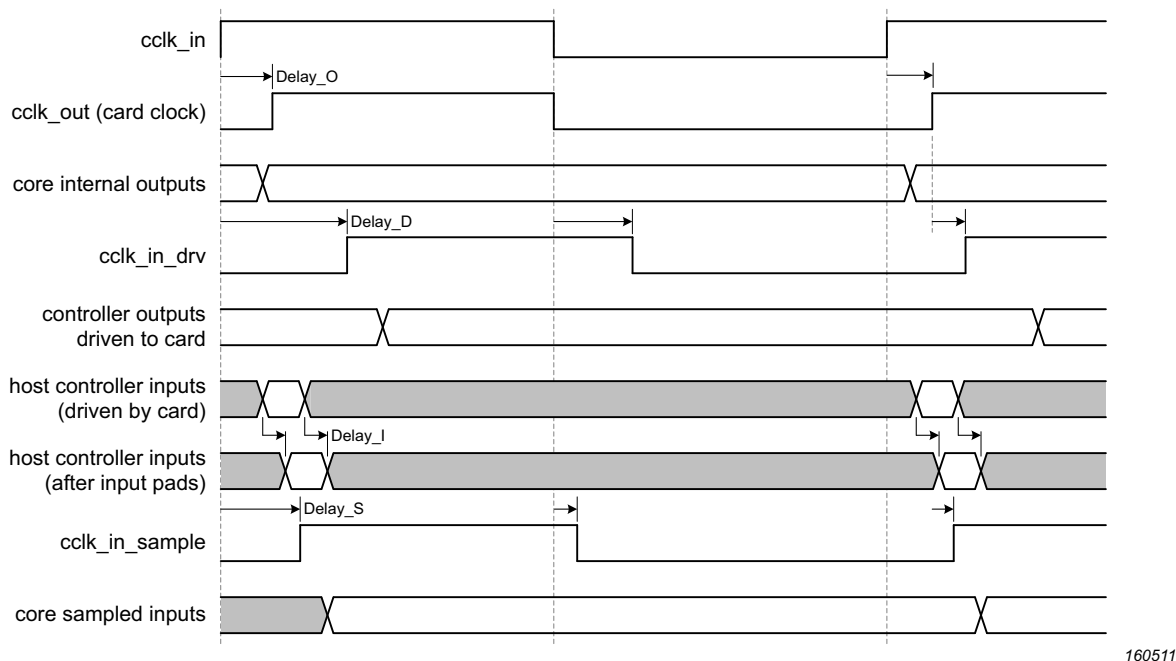 cclk_in
Delay_O
cclk_out (card clock)
core internal outputs
Delay_D
cclk_in_drv
controller outputs
driven to card
host controller inputs
(driven by card)
Delay_I
host controller inputs
(after input pads)
Delay_S
cclk_in_sample
core sampled inputs
160511